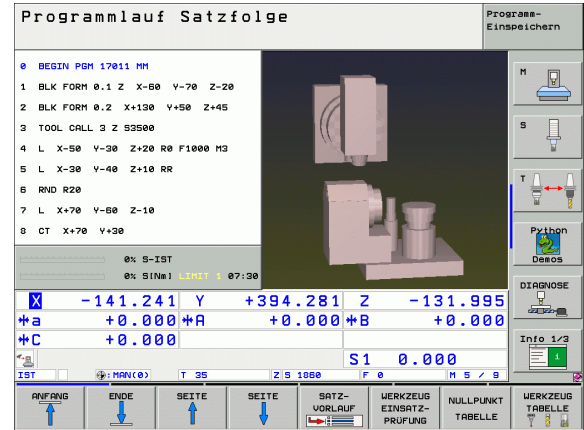 Programmlauf Satzfolge
Programm-
Einspeichern
0 BEGIN PGM 17011 MM
1 BLK FORM 0.1 Z X-60 Y-70 Z-20
2 BLK FORM 0.2 X+130 Y+50 Z+45
3 TOOL CALL 3 Z S3500
4 L X-50 Y-30 Z+20 R0 F1000 M3
5 L X-30 Y-40 Z+10 RR
6 RND R20
7 L X+70 Y-60 Z-10
8 CT X+70 Y+30
0% S-IST
0% S[Nm] LIMIT 1 07:30
X -141.241 Y +394.281 Z -131.995
a +0.000 A +0.000 B +0.000
C +0.000
S1 0.000
IST MAN(0) T 35 Z S 1860 F 0 M 5 / 9
M
S
T
Python
Demos
DIAGNOSE
Info 1/3
ANFANG
ENDE
SEITE
SEITE
SATZ-
VORLAUF
WERKZEUG
EINSATZ-
PRÜFUNG
NULLPUNKT
TABELLE
WERKZEUG
TABELLE